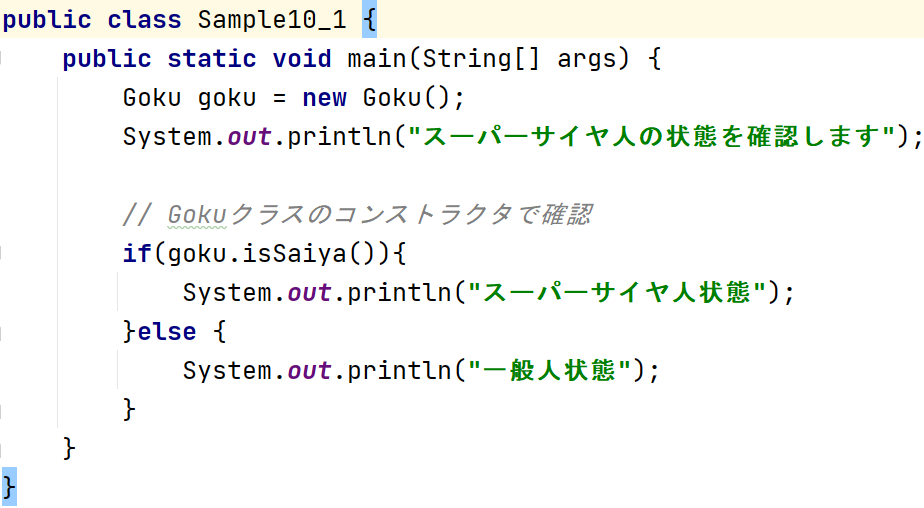 public class Sample10_1 {
    public static void main(String[] args) {
        Goku goku = new Goku();
        System.out.println("スーパーサイヤ人の状態を確認します");
        // Gokuクラスのコンストラクタで確認
        if(goku.isSaiya()){
            System.out.println("スーパーサイヤ人状態");
        }else {
            System.out.println("一般人状態");
        }
    }
}